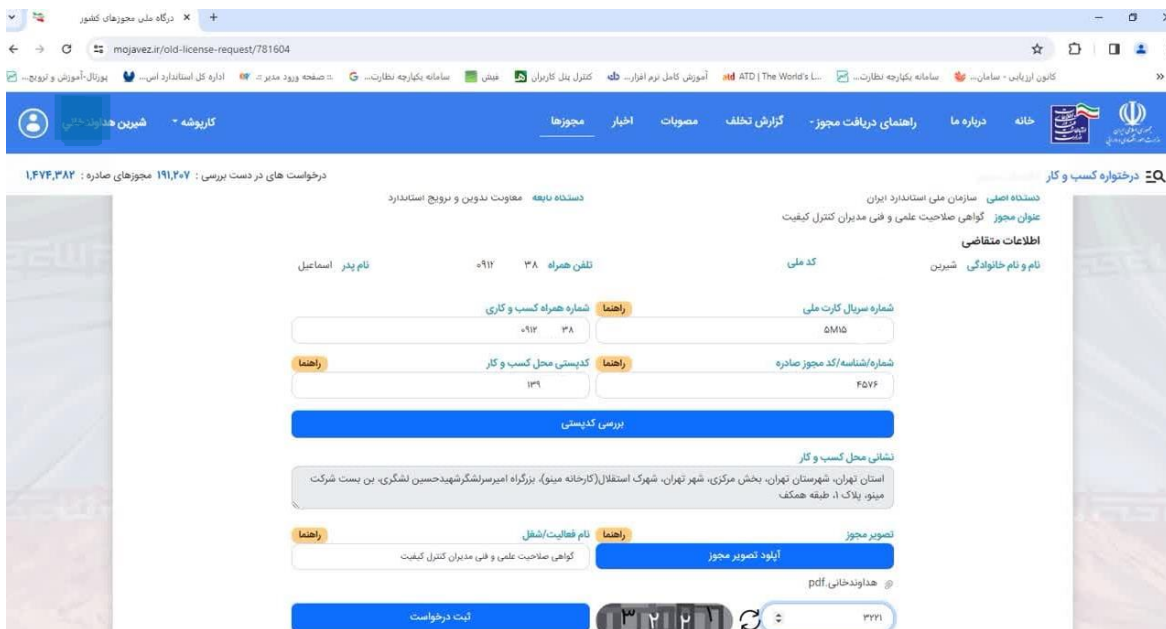 درگاه ملی مجوزهای کشور
mojavez.ir/old-license-request/781604
کانون ارزیابی - سامان... سامانه یکپارچه نظارت... ATD | The World's L... آموزش کامل نرم افزار... کنترل پنل کاربران فیش سامانه یکپارچه نظارت... صفحه ورود مدیر اداره کل استاندارد اس... پورتال-آموزش و ترویج...
خانه درباره ما راهنمای دریافت مجوز گزارش تخلف مصوبات اخبار مجوزها کارپوشه شیرین هداوندخانی
درختواره کسب و کار درخواست های در دست بررسی : ۱۹۱,۲۰۷ مجوزهای صادره : ۱,۴۷۴,۳۸۲
دستگاه اصلی سازمان ملی استاندارد ایران دستگاه تابعه معاونت تدوین و ترویج استاندارد
عنوان مجوز گواهی صلاحیت علمی و فنی مدیران کنترل کیفیت
اطلاعات متقاضی
نام و نام خانوادگی شیرین کد ملی تلفن همراه ۳۸ ۰۹۱۲ نام پدر اسماعیل
شماره سریال کارت ملی راهنما شماره همراه کسب و کاری
۵M۱۵ ۰۹۱۲ ۳۸
شماره/شناسه/کد مجوز صادره راهنما کدپستی محل کسب و کار راهنما
۴۵۷۶ ۱۳۹
بررسی کدپستی
نشانی محل کسب و کار
استان تهران، شهرستان تهران، بخش مرکزی، شهر تهران، شهرک استقلال(کارخانه مینو)، بزرگراه امیرسرلشگرشهیدحسین لشگری، بن بست شرکت
مینو، پلاک ۱، طبقه همکف
تصویر مجوز راهنما نام فعالیت/شغل راهنما
آپلود تصویر مجوز گواهی صلاحیت علمی و فنی مدیران کنترل کیفیت
هداوندخانی.pdf
۳۲۲۱ ۳۲۲۱ ثبت درخواست